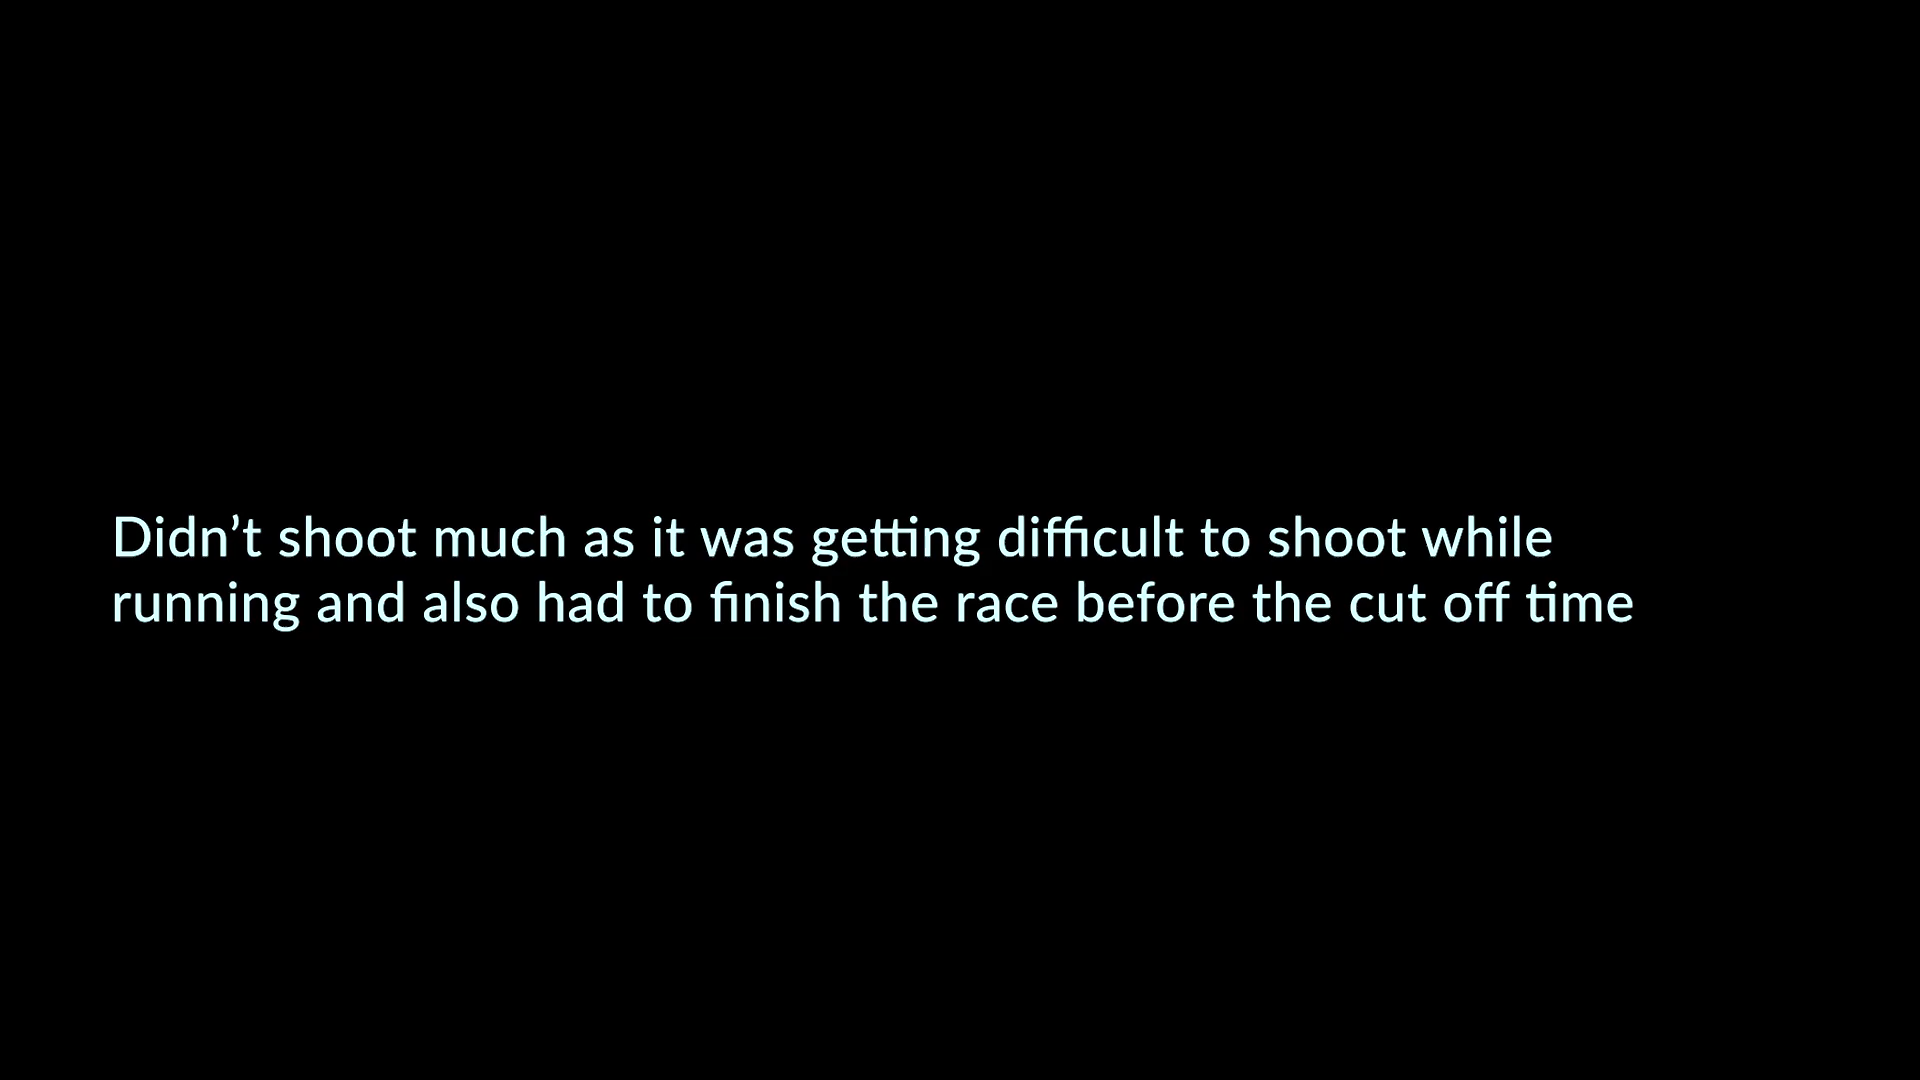 Didn’t shoot much as it was getting difficult to shoot while
running and also had to finish the race before the cut off time